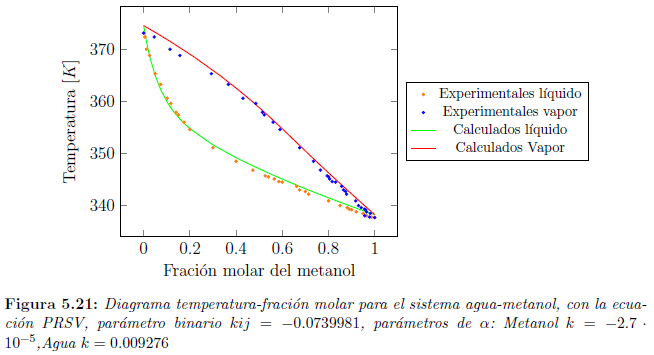 370
360
350
340
Temperatura [K]
0
0.2
0.4
0.6
0.8
1
Fración molar del metanol
Experimentales líquido
Experimentales vapor
Calculados líquido
Calculados Vapor
Figura 5.21: Diagrama temperatura-fración molar para el sistema agua-metanol, con la ecua-
ción PRSV, parámetro binario kij = −0.0739981, parámetros de α: Metanol k = −2.7 ·
10⁻⁵,Agua k = 0.009276